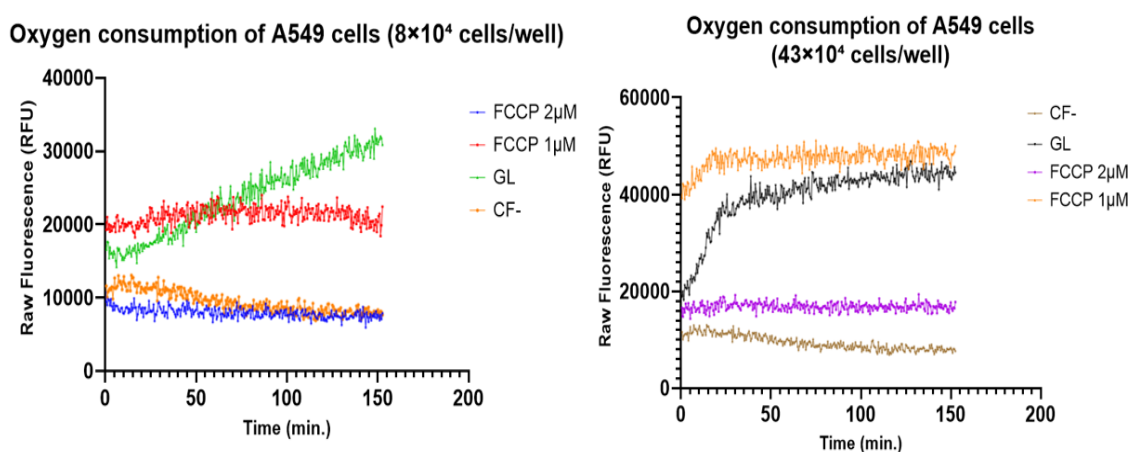 Oxygen consumption of A549 cells (8×10⁴ cells/well)
Raw Fluorescence (RFU)
40000
30000
20000
10000
0
0 50 100 150 200
Time (min.)
FCCP 2µM
FCCP 1µM
GL
CF-
Oxygen consumption of A549 cells
(43×10⁴ cells/well)
Raw Fluorescence (RFU)
60000
40000
20000
0
0 50 100 150 200
Time (min.)
CF-
GL
FCCP 2µM
FCCP 1µM